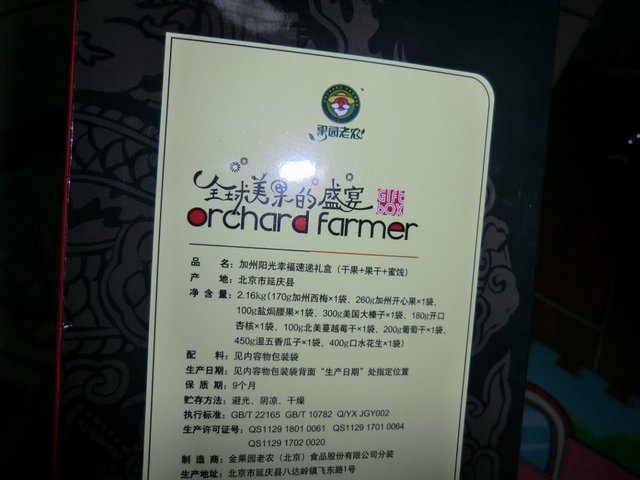 果园老农
全球美果的盛宴
GIFT BOX
orchard farmer
品 名：加州阳光幸福速递礼盒（干果+果干+蜜饯）
产 地：北京市延庆县
净 含 量：2.16kg（170g加州西梅×1袋、260g加州开心果×1袋、
100g盐焗腰果×1袋、300g美国大榛子×1袋、180g开口
杏核×1袋、100g北美蔓越莓干×1袋、200g葡萄干×1袋、
450g湿五香瓜子×1袋、400g口水花生×1袋）
配 料：见内容物包装袋
生产日期：见内容物包装袋背面“生产日期”处指定位置
保 质 期：9个月
贮存方法：避光、阴凉、干燥
执行标准：GB/T 22165 GB/T 10782 Q/YX JGY002
生产许可证号：QS1129 1801 0061 QS1129 1701 0064
QS1129 1702 0020
制 造 商：金果园老农（北京）食品股份有限公司分装
生产地址：北京市延庆县八达岭镇飞东路1号